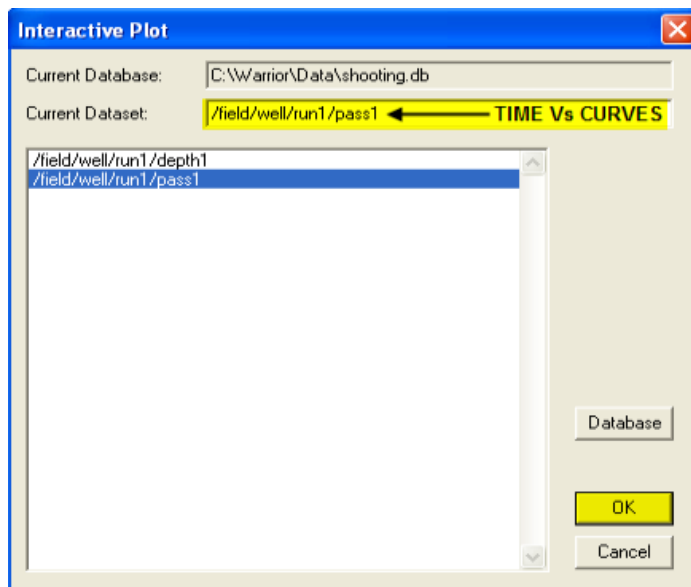 Interactive Plot
Current Database: C:\Warrior\Data\shooting.db
Current Dataset: /field/well/run1/pass1 TIME Vs CURVES
/field/well/run1/depth1
/field/well/run1/pass1
Database
OK
Cancel